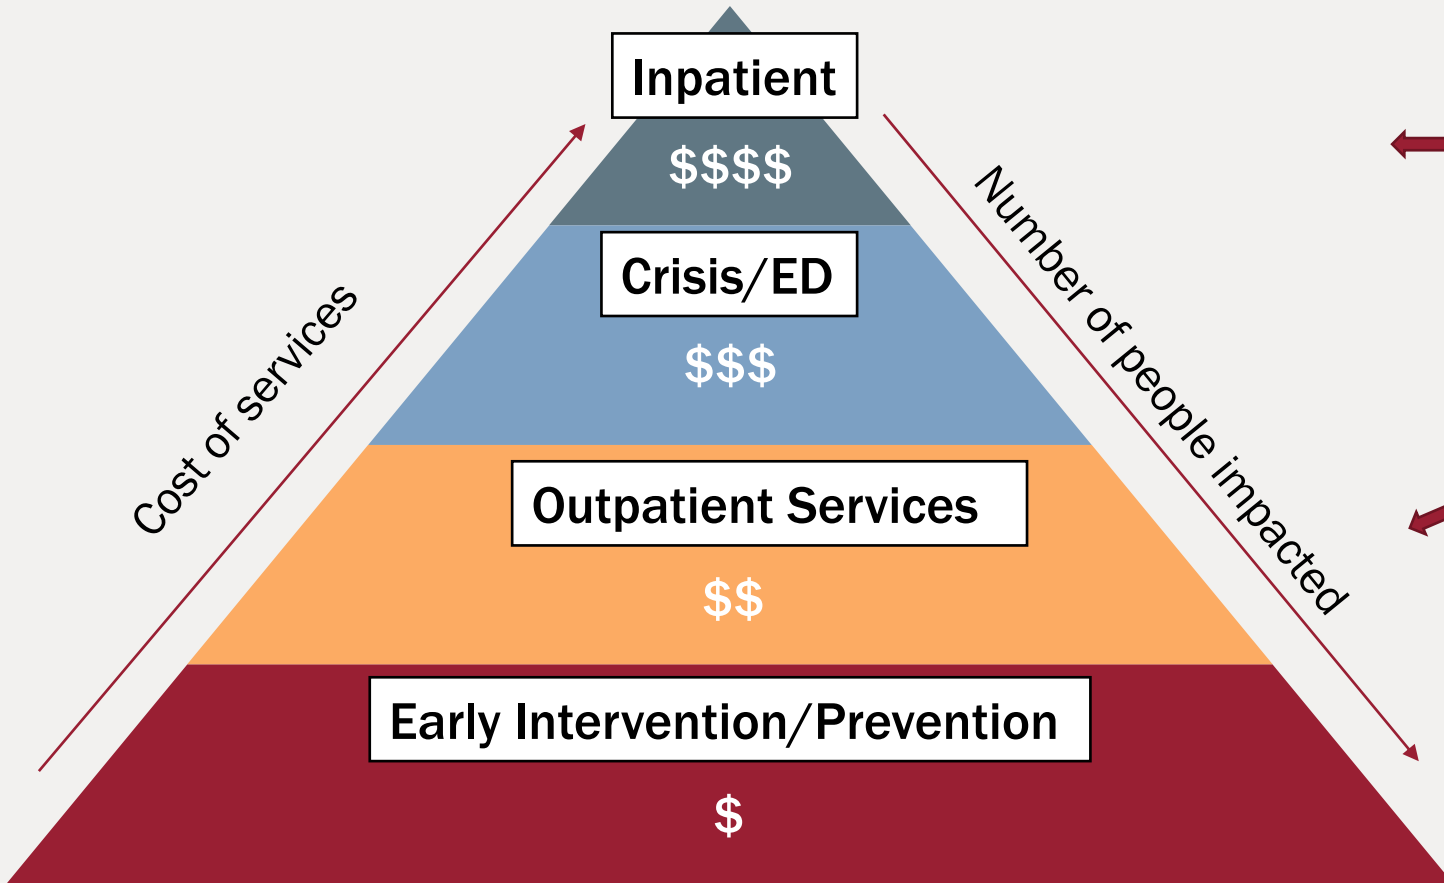 Inpatient
$$$$
Crisis/ED
$$$
Outpatient Services
$$
Early Intervention/Prevention
$
Cost of services
Number of people impacted